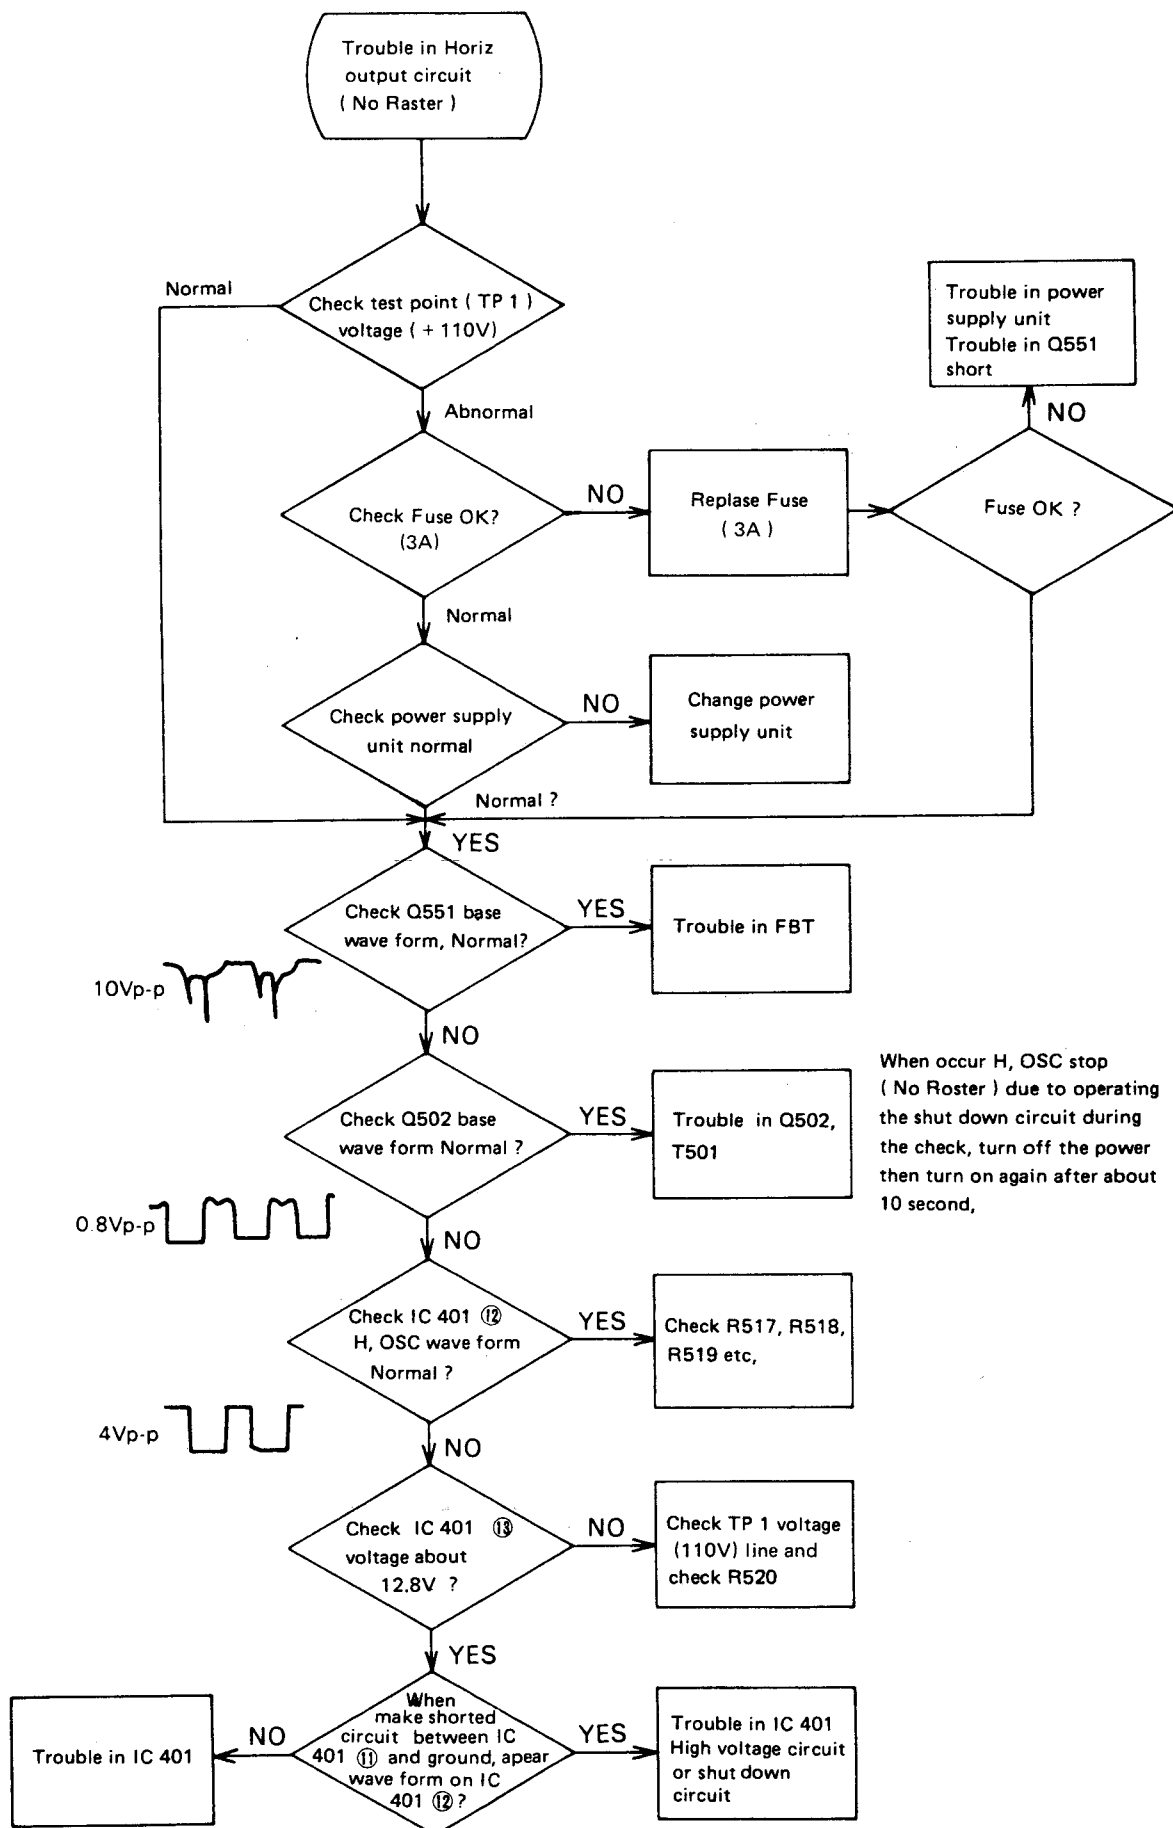 Trouble in Horiz
output circuit
( No Raster )
Normal
Check test point ( TP 1 )
voltage ( + 110V)
Trouble in power
supply unit
Trouble in Q551
short
Abnormal
NO
Check Fuse OK?
(3A)
NO
Replase Fuse
( 3A )
Fuse OK ?
Normal
Check power supply
unit normal
NO
Change power
supply unit
Normal ?
YES
Check Q551 base
wave form, Normal?
YES
Trouble in FBT
10Vp-p
NO
Check Q502 base
wave form Normal ?
YES
Trouble in Q502,
T501
When occur H, OSC stop
( No Roster ) due to operating
the shut down circuit during
the check, turn off the power
then turn on again after about
10 second,
0.8Vp-p
NO
Check IC 401 ⑫
H, OSC wave form
Normal ?
YES
Check R517, R518,
R519 etc,
4Vp-p
NO
Check IC 401 ⑬
voltage about
12.8V ?
NO
Check TP 1 voltage
(110V) line and
check R520
YES
When
make shorted
circuit between IC
401 ⑪ and ground, apear
wave form on IC
401 ⑫ ?
NO
Trouble in IC 401
YES
Trouble in IC 401
High voltage circuit
or shut down
circuit